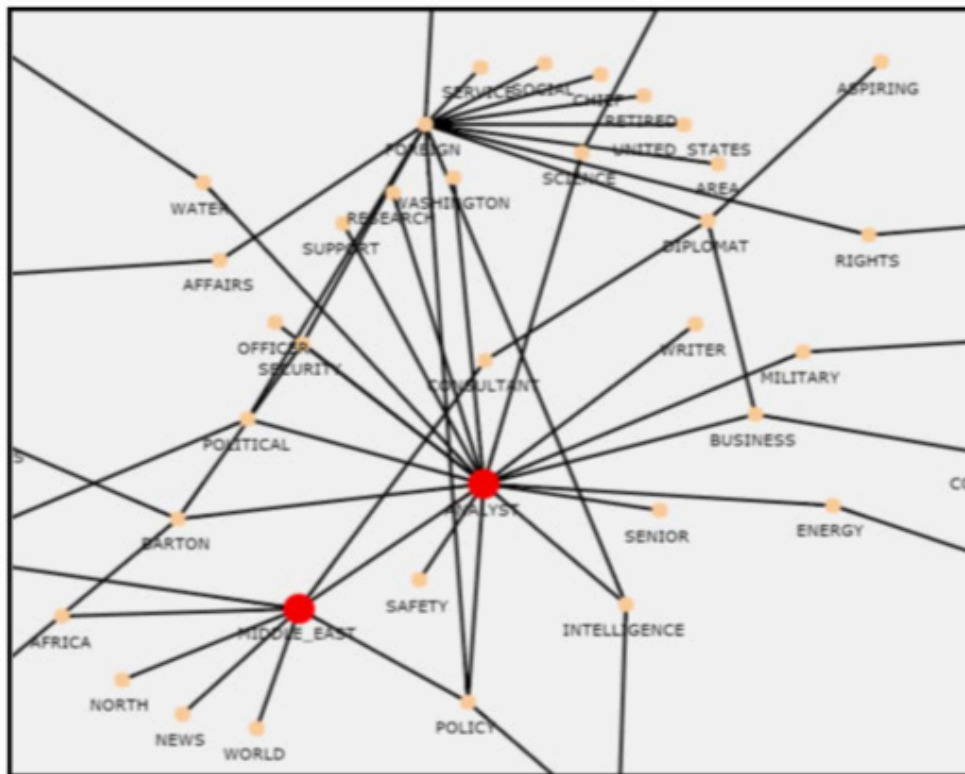 ASPIRING
SERVICE
SOCIAL
CHIEF
RETIRED
FOREIGN
UNITED_STATES
SCIENCE
AREA
WATER
WASHINGTON
RESEARCH
SUPPORT
DIPLOMAT
RIGHTS
AFFAIRS
OFFICER
SECURITY
WRITER
MILITARY
CONSULTANT
POLITICAL
BUSINESS
S
CO
ANALYST
SENIOR
ENERGY
BARTON
SAFETY
INTELLIGENCE
MIDDLE_EAST
AFRICA
NORTH
POLICY
NEWS
WORLD